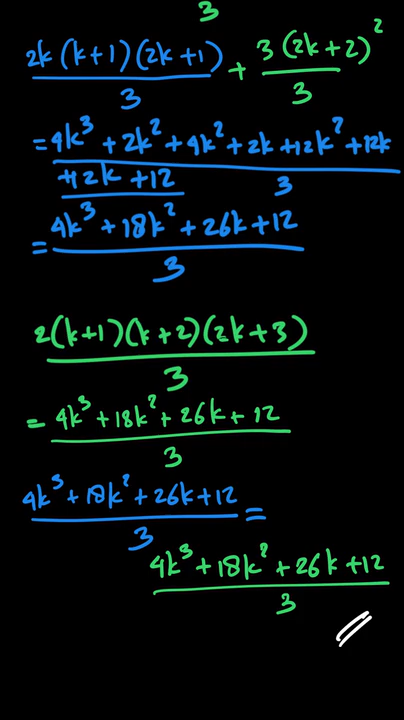 3
2k(k+1)(2k+1)/3 + 3(2k+2)²/3
= 4k³ + 2k² + 4k² + 2k + 12k² + 12k
+12k + 12 / 3
= 4k³ + 18k² + 26k + 12 / 3
2(k+1)(k+2)(2k+3) / 3
= 4k³ + 18k² + 26k + 12 / 3
4k³ + 18k² + 26k + 12 / 3 =
4k³ + 18k² + 26k + 12 / 3